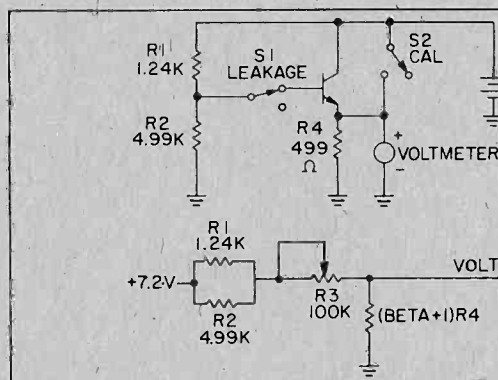 R1
1.24K
S1
LEAKAGE
S2
CAL
R2
4.99K
R4
499
Ω
+
VOLTMETER
-
R1
1.24K
+7.2V
R2
4.99K
R3
100K
VOLT
(BETA+1)R4